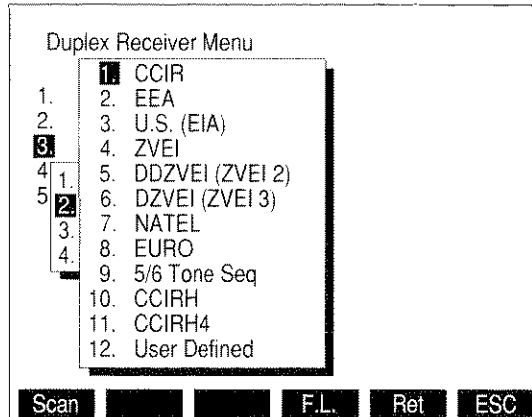 Duplex Receiver Menu
1.
2.
3.
4
5
1.
2.
3.
4.
1. CCIR
2. EEA
3. U.S. (EIA)
4. ZVEI
5. DDZVEI (ZVEI 2)
6. DZVEI (ZVEI 3)
7. NATEL
8. EURO
9. 5/6 Tone Seq
10. CCIRH
11. CCIRH4
12. User Defined
Scan F.L. Ret ESC